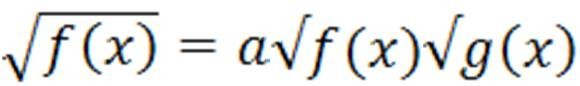 √f(x) = a√f(x)√g(x)